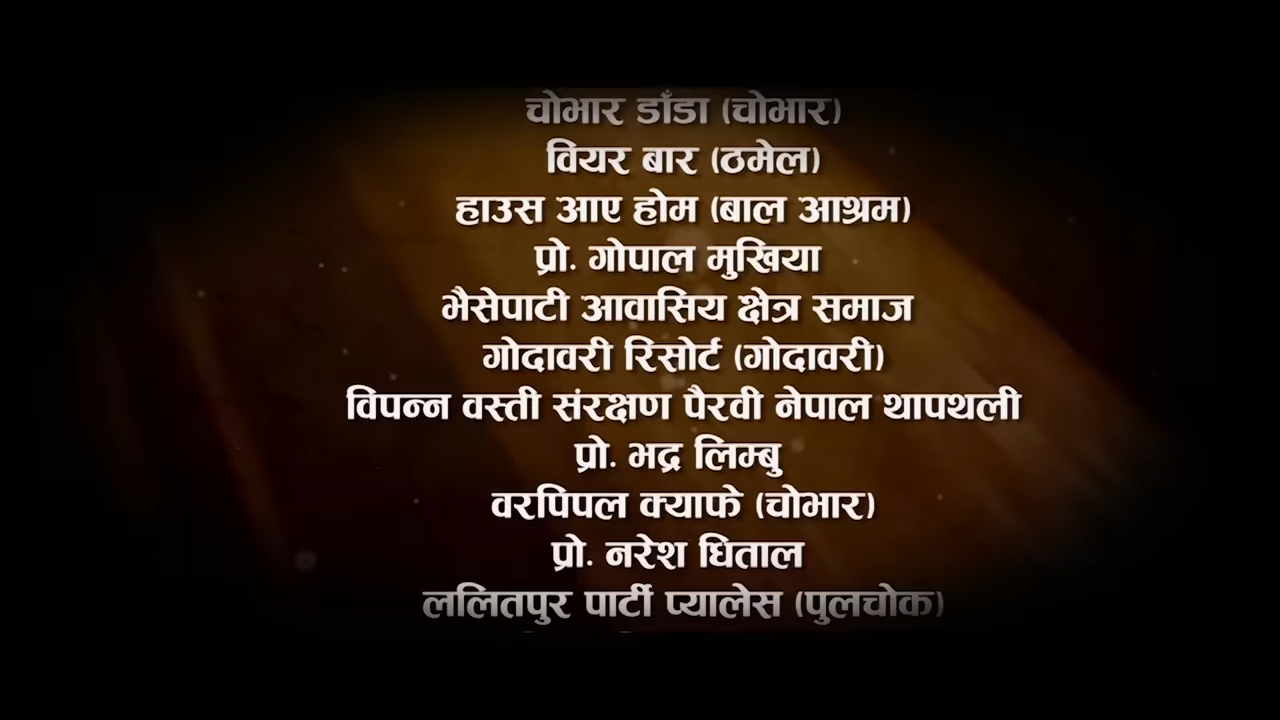 चोभार डाँडा (चोभार)
वियर बार (ठमेल)
हाउस आए होम (बाल आश्रम)
प्रो. गोपाल मुखिया
भैसेपाटी आवासिय क्षेत्र समाज
गोदावरी रिसोर्ट (गोदावरी)
विपन्न वस्ती संरक्षण पैरवी नेपाल थापथली
प्रो. भद्र लिम्बु
वरपिपल क्याफे (चोभार)
प्रो. नरेश धिताल
ललितपुर पार्टी प्यालेस (पुलचोक)